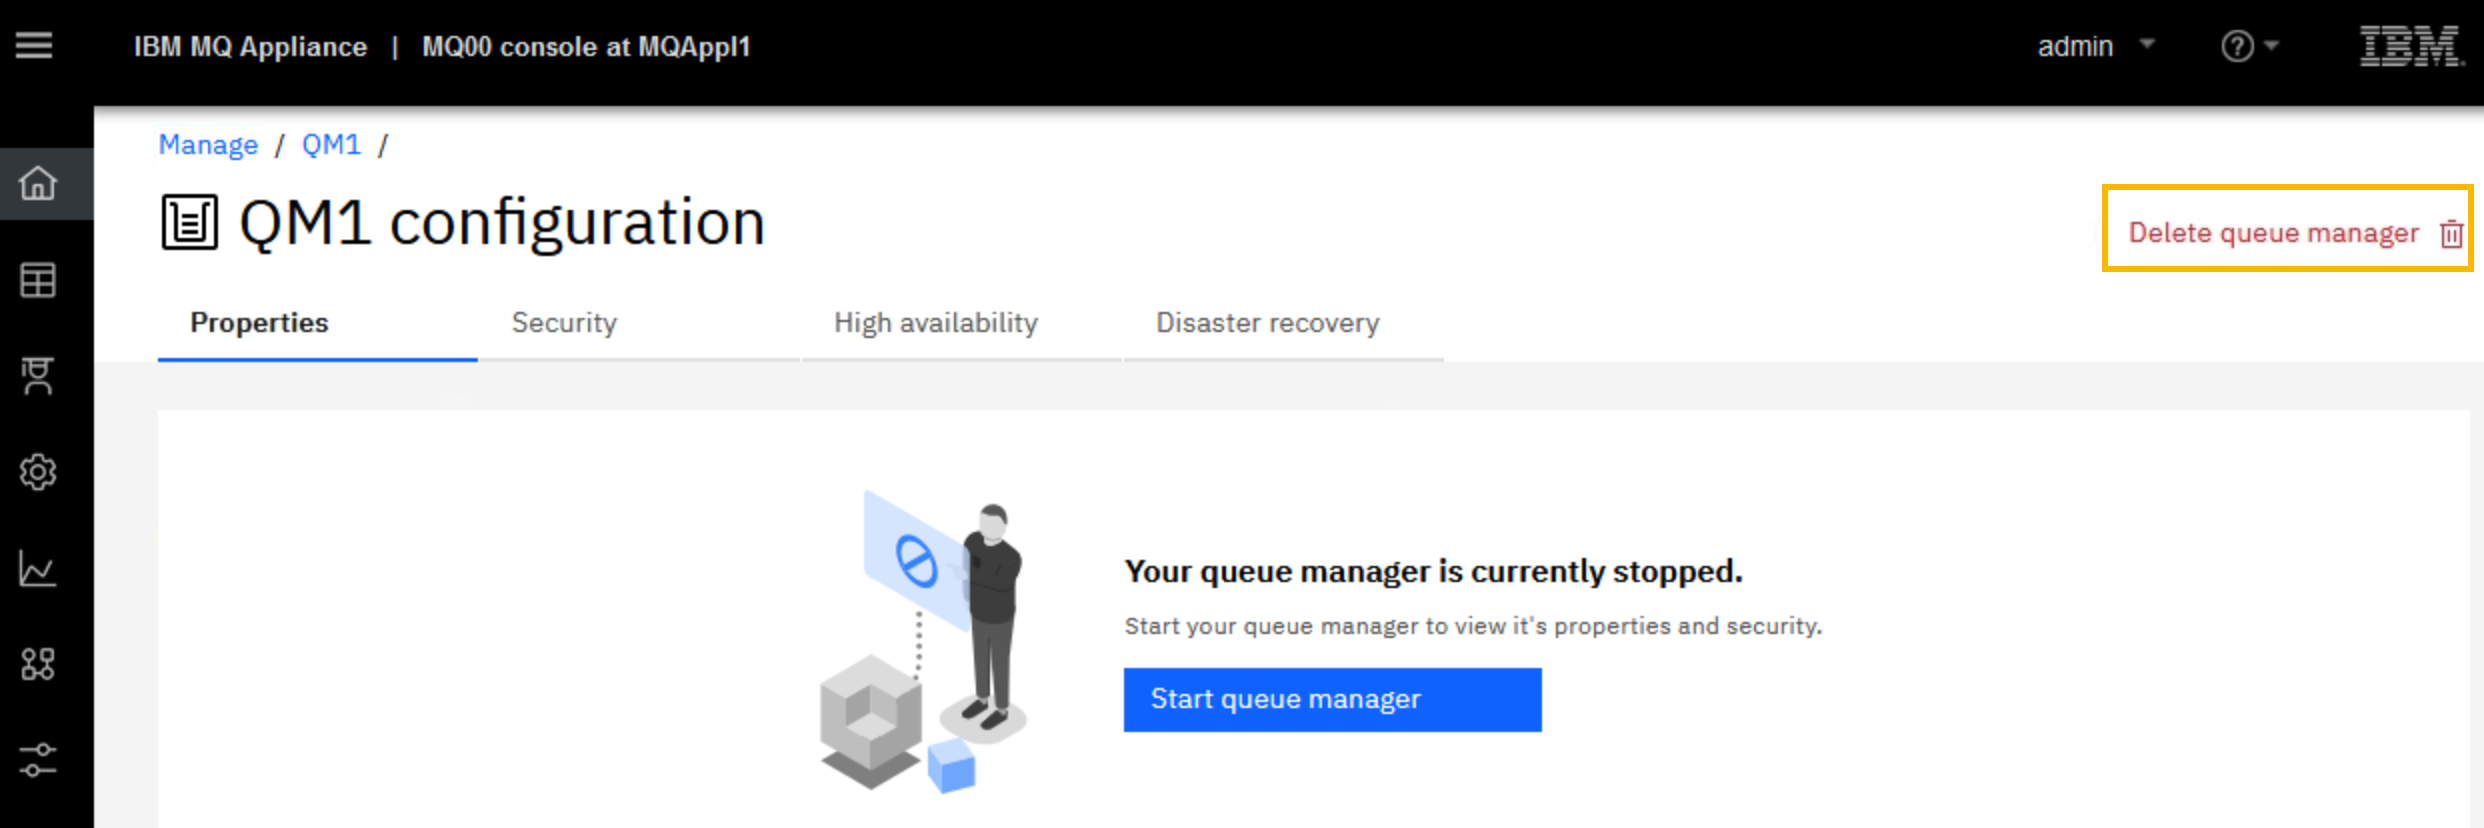 IBM MQ Appliance | MQ00 console at MQAppl1
admin
IBM
Manage / QM1 /
QM1 configuration
Delete queue manager
Properties
Security
High availability
Disaster recovery
Your queue manager is currently stopped.
Start your queue manager to view it's properties and security.
Start queue manager